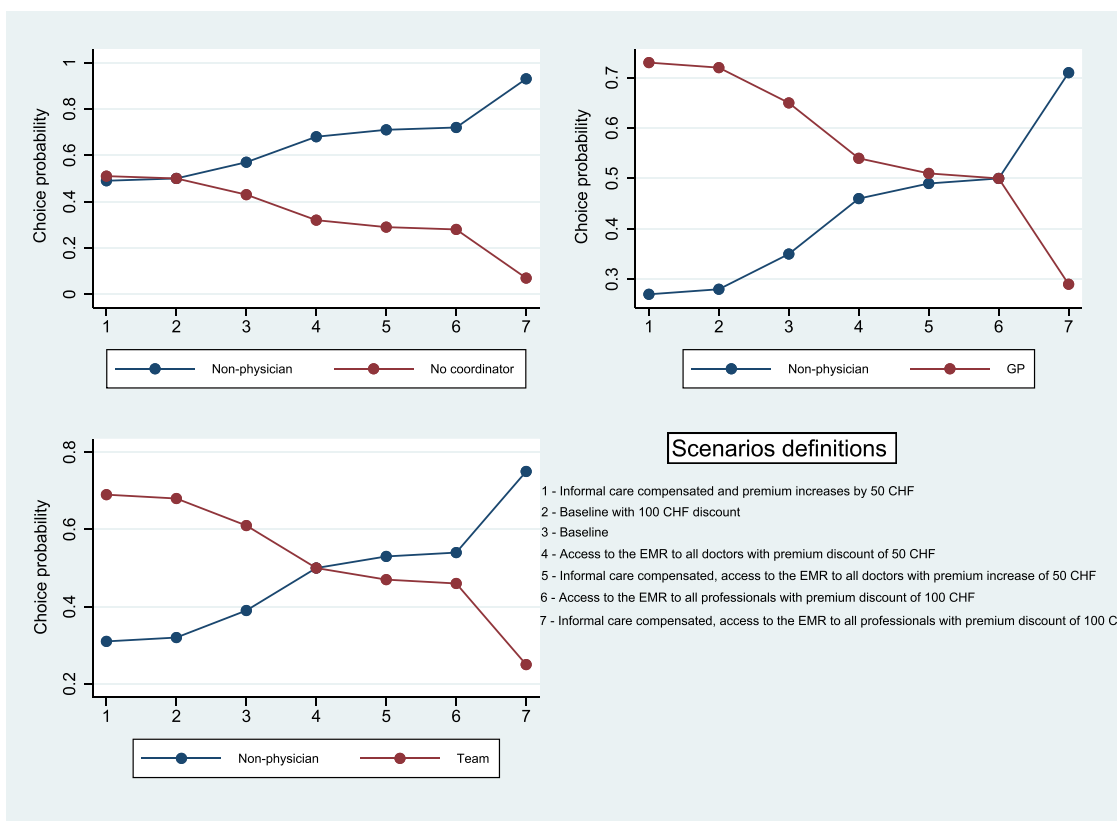 Choice probability
1
0.8
0.6
0.4
0.2
0
1 2 3 4 5 6 7
Non-physician No coordinator
Choice probability
0.7
0.6
0.5
0.4
0.3
1 2 3 4 5 6 7
Non-physician GP
Choice probability
0.8
0.6
0.4
0.2
1 2 3 4 5 6 7
Non-physician Team
Scenarios definitions
1 - Informal care compensated and premium increases by 50 CHF
2 - Baseline with 100 CHF discount
3 - Baseline
4 - Access to the EMR to all doctors with premium discount of 50 CHF
5 - Informal care compensated, access to the EMR to all doctors with premium increase of 50 CHF
6 - Access to the EMR to all professionals with premium discount of 100 CHF
7 - Informal care compensated, access to the EMR to all professionals with premium discount of 100 C